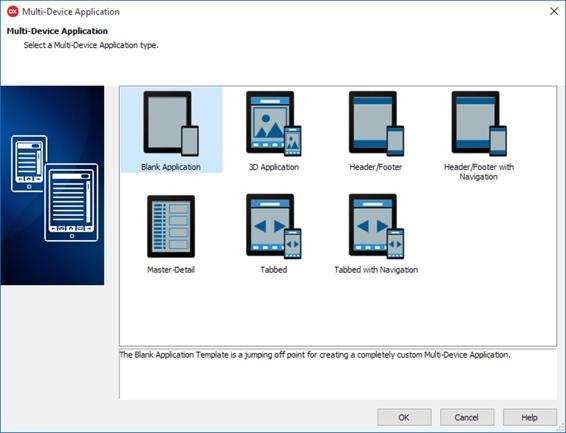 DX Multi-Device Application
Multi-Device Application
Select a Multi-Device Application type.
Blank Application
3D Application
Header/Footer
Header/Footer with
Navigation
Master-Detail
Tabbed
Tabbed with Navigation
The Blank Application Template is a jumping off point for creating a completely custom Multi-Device Application.
OK
Cancel
Help